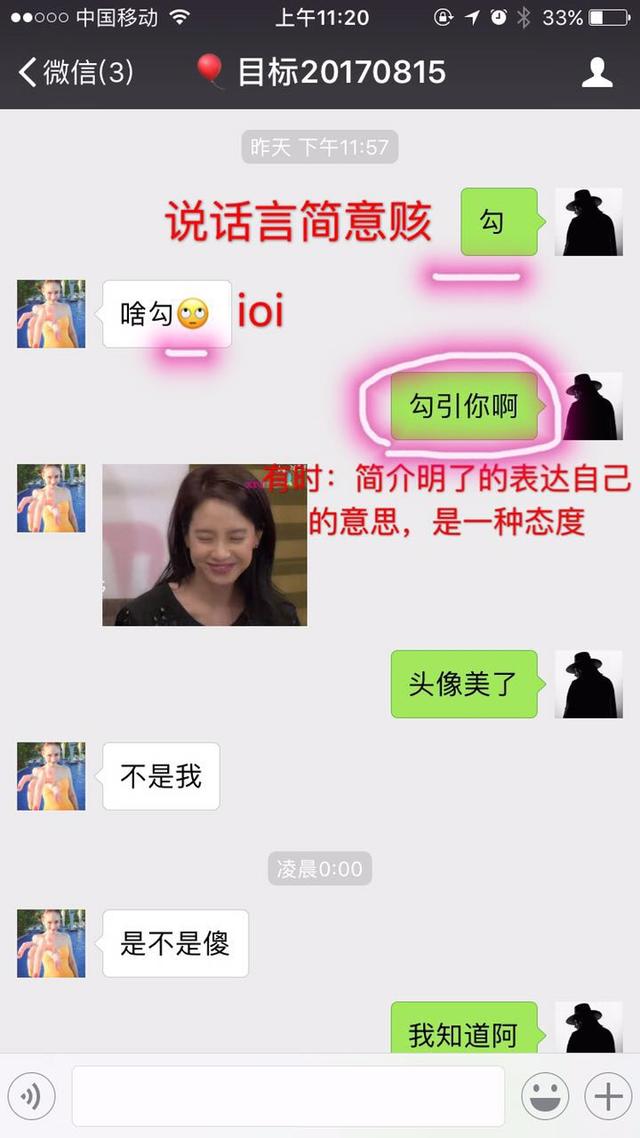 中国移动 上午11:20 33%
微信(3) 目标20170815
昨天 下午11:57
说话言简意赅 勾
啥勾🙄 ioi
勾引你啊
有时：简介明了的表达自己
的意思，是一种态度
头像美了
不是我
凌晨0:00
是不是傻
我知道阿